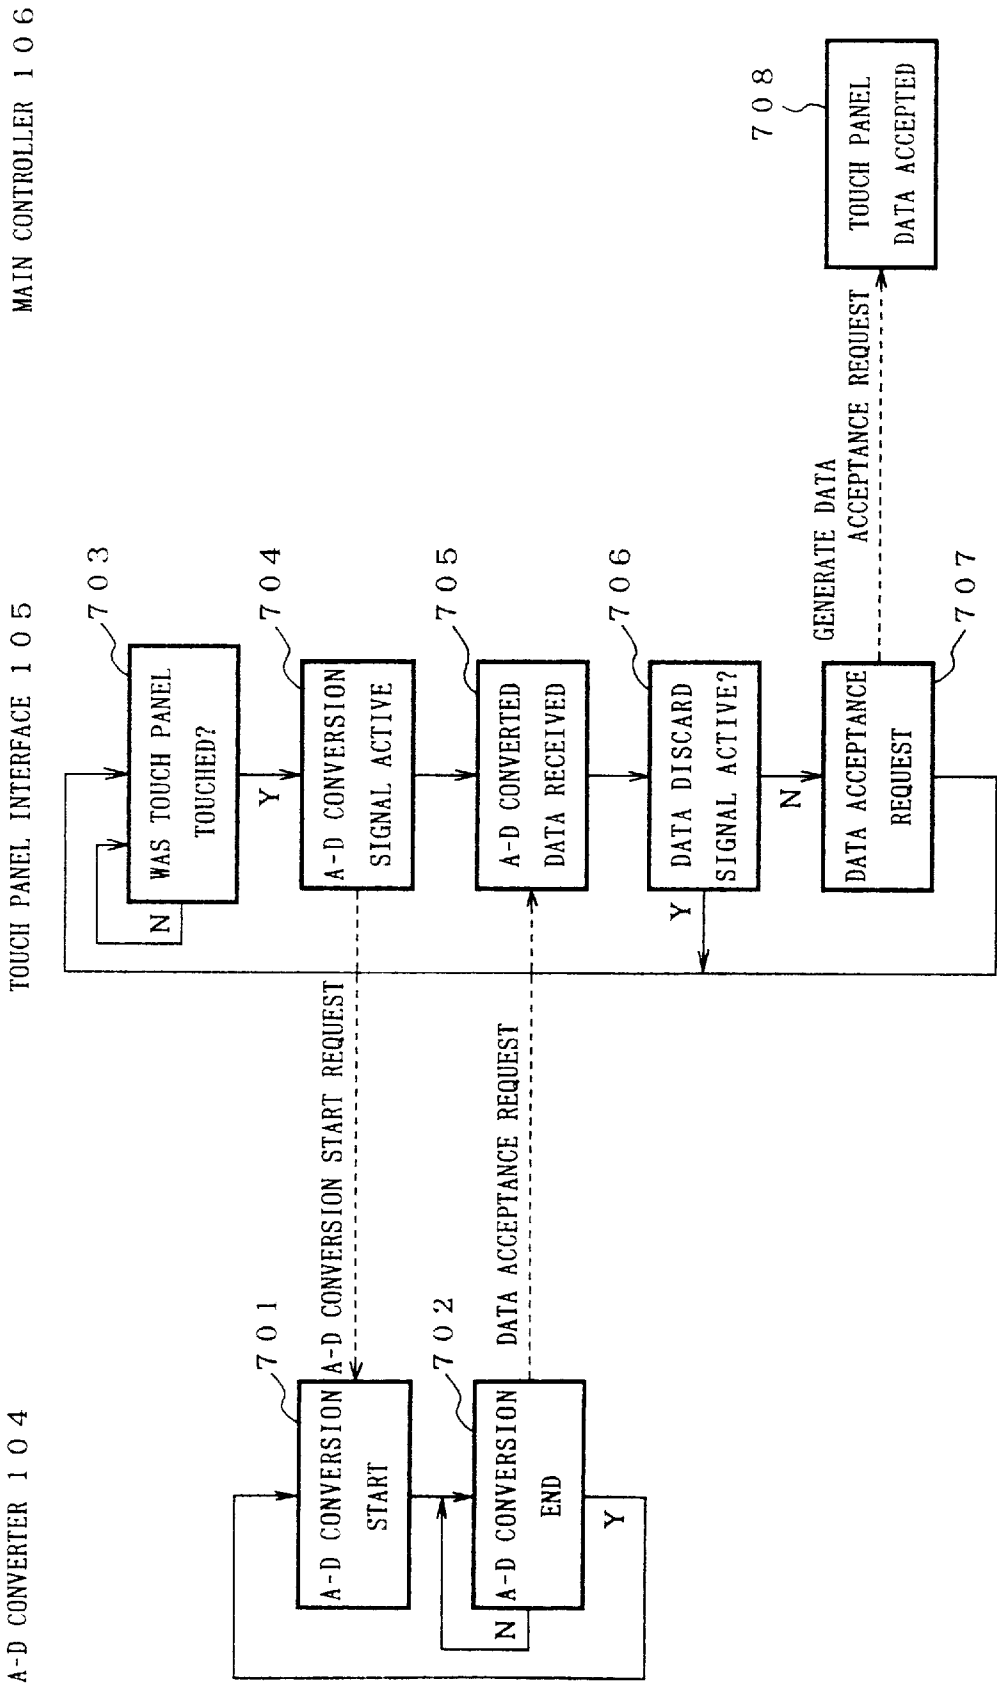 A-D CONVERTER 104
TOUCH PANEL INTERFACE 105
MAIN CONTROLLER 106
701
A-D CONVERSION
START
702
A-D CONVERSION
END
N
Y
A-D CONVERSION START REQUEST
DATA ACCEPTANCE REQUEST
703
WAS TOUCH PANEL
TOUCHED?
N
Y
704
A-D CONVERSION
SIGNAL ACTIVE
705
A-D CONVERTED
DATA RECEIVED
706
DATA DISCARD
SIGNAL ACTIVE?
Y
N
707
DATA ACCEPTANCE
REQUEST
GENERATE DATA
ACCEPTANCE REQUEST
708
TOUCH PANEL
DATA ACCEPTED